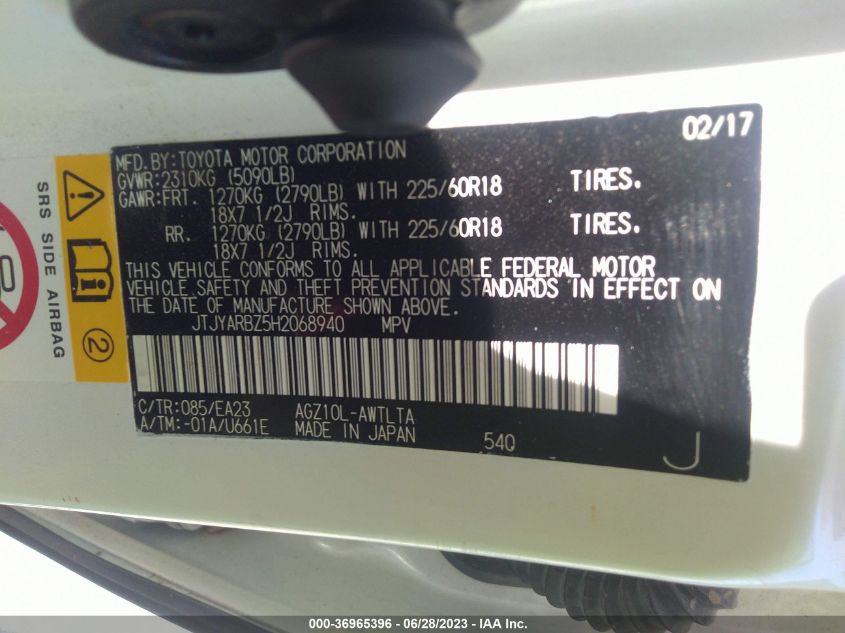 02/17
MFD. BY: TOYOTA MOTOR CORPORATION
GVWR: 2310KG (5090LB)
GAWR: FRT. 1270KG (2790LB) WITH 225/60R18 TIRES.
18X7 1/2J RIMS.
RR. 1270KG (2790LB) WITH 225/60R18 TIRES.
18X7 1/2J RIMS.
THIS VEHICLE CONFORMS TO ALL APPLICABLE FEDERAL MOTOR
VEHICLE SAFETY AND THEFT PREVENTION STANDARDS IN EFFECT ON
THE DATE OF MANUFACTURE SHOWN ABOVE.
JTJYARBZ5H2068940 MPV
C/TR: 085/EA23 AGZ10L-AWTLTA
A/TM: -01A/U661E MADE IN JAPAN 540
J
SRS SIDE AIRBAG
2
000-36965396 - 06/28/2023 - IAA Inc.